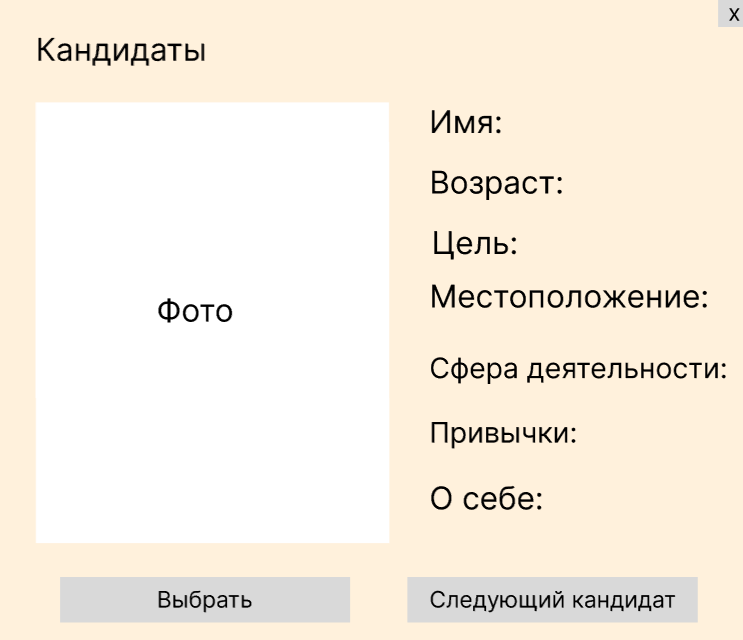 x
Кандидаты
Фото
Имя:
Возраст:
Цель:
Местоположение:
Сфера деятельности:
Привычки:
О себе:
Выбрать
Следующий кандидат